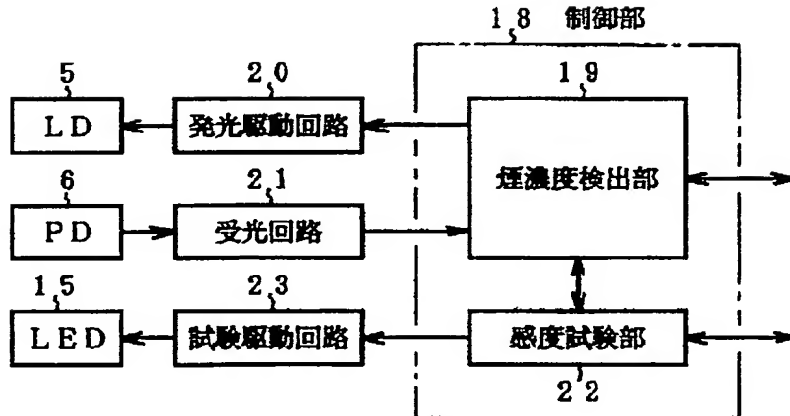 18 制御部
5 20 19
LD 発光駆動回路
煙濃度検出部
6 21
PD 受光回路
15 23
LED 試験駆動回路 感度試験部
22